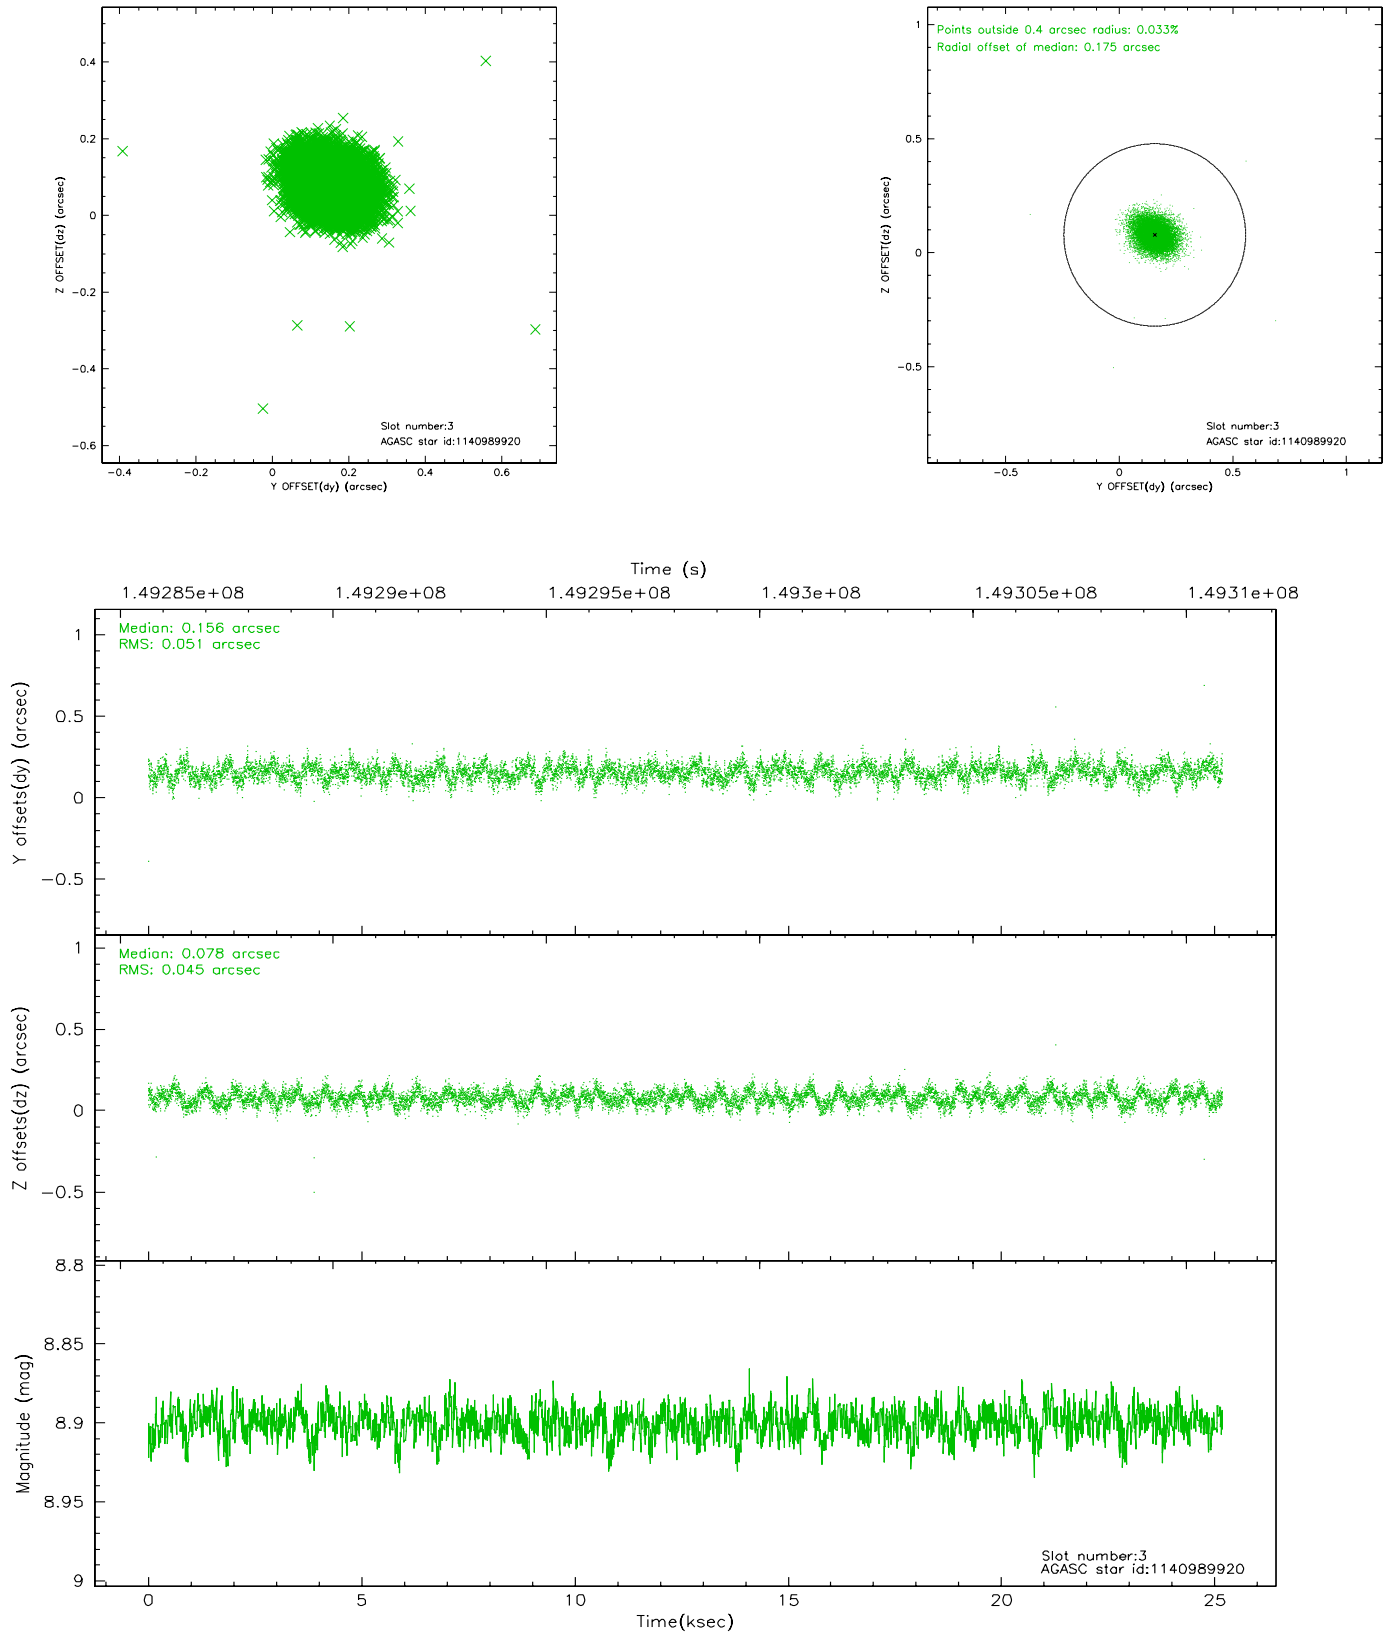 0.4
0.2
0
−0.2
−0.4
−0.6
−0.4
−0.2
0
0.2
0.4
0.6
Z OFFSET(dz) (arcsec)
Y OFFSET(dy) (arcsec)
Slot number:3
AGASC star id:1140989920
Points outside 0.4 arcsec radius: 0.033%
Radial offset of median: 0.175 arcsec
1
0.5
0
−0.5
−0.5
0
0.5
1
Z OFFSET(dz) (arcsec)
Y OFFSET(dy) (arcsec)
Slot number:3
AGASC star id:1140989920
Time (s)
1.49285e+08
1.4929e+08
1.49295e+08
1.493e+08
1.49305e+08
1.4931e+08
Median: 0.156 arcsec
RMS: 0.051 arcsec
1
0.5
0
−0.5
Y offsets(dy) (arcsec)
Median: 0.078 arcsec
RMS: 0.045 arcsec
1
0.5
0
−0.5
Z offsets(dz) (arcsec)
8.8
8.85
8.9
8.95
9
Magnitude (mag)
Slot number:3
AGASC star id:1140989920
0
5
10
15
20
25
Time(ksec)